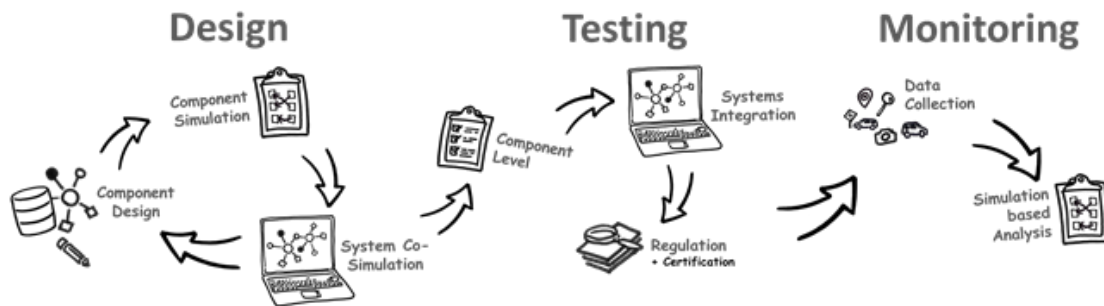 Design
Testing
Monitoring
Component
Simulation
Component
Design
System Co-
Simulation
Component
Level
Systems
Integration
Regulation
+ Certification
Data
Collection
Simulation
based
Analysis